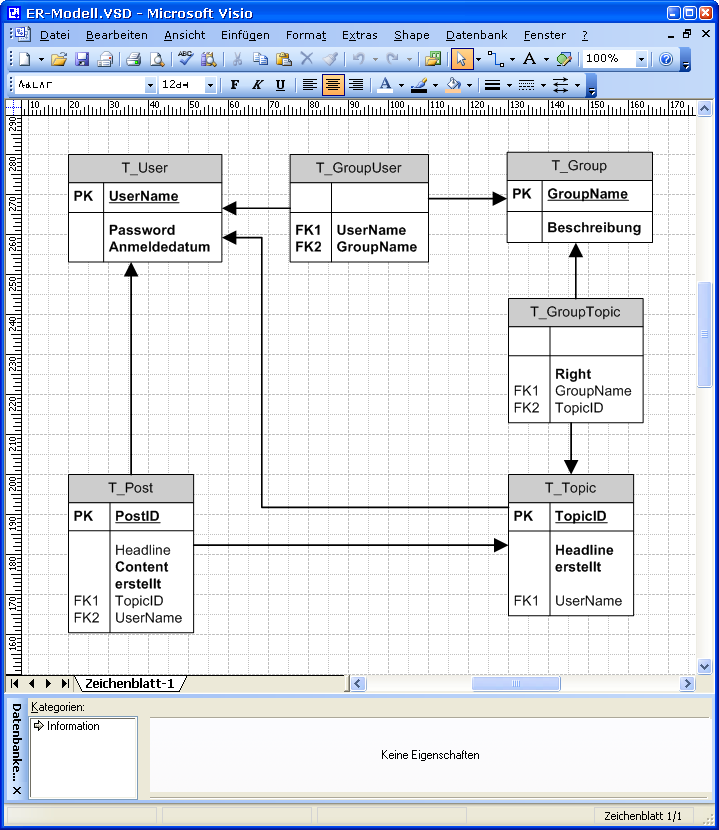 ER-Modell.VSD - Microsoft Visio
Datei Bearbeiten Ansicht Einfügen Format Extras Shape Datenbank Fenster ?
ABC A 100% ?
12pt F K U A
10 20 30 40 50 60 70 80 90 100 110 120 130 140 150 160 170
290
280
270
260
250
240
230
220
210
200
190
180
170
160
T_User
PK UserName
Password
Anmeldedatum
T_GroupUser
FK1 UserName
FK2 GroupName
T_Group
PK GroupName
Beschreibung
T_GroupTopic
Right
FK1 GroupName
FK2 TopicID
T_Post
PK PostID
Headline
Content
erstellt
FK1 TopicID
FK2 UserName
T_Topic
PK TopicID
Headline
erstellt
FK1 UserName
Zeichenblatt-1
Datenbanke...
Kategorien:
Information
Keine Eigenschaften
Zeichenblatt 1/1